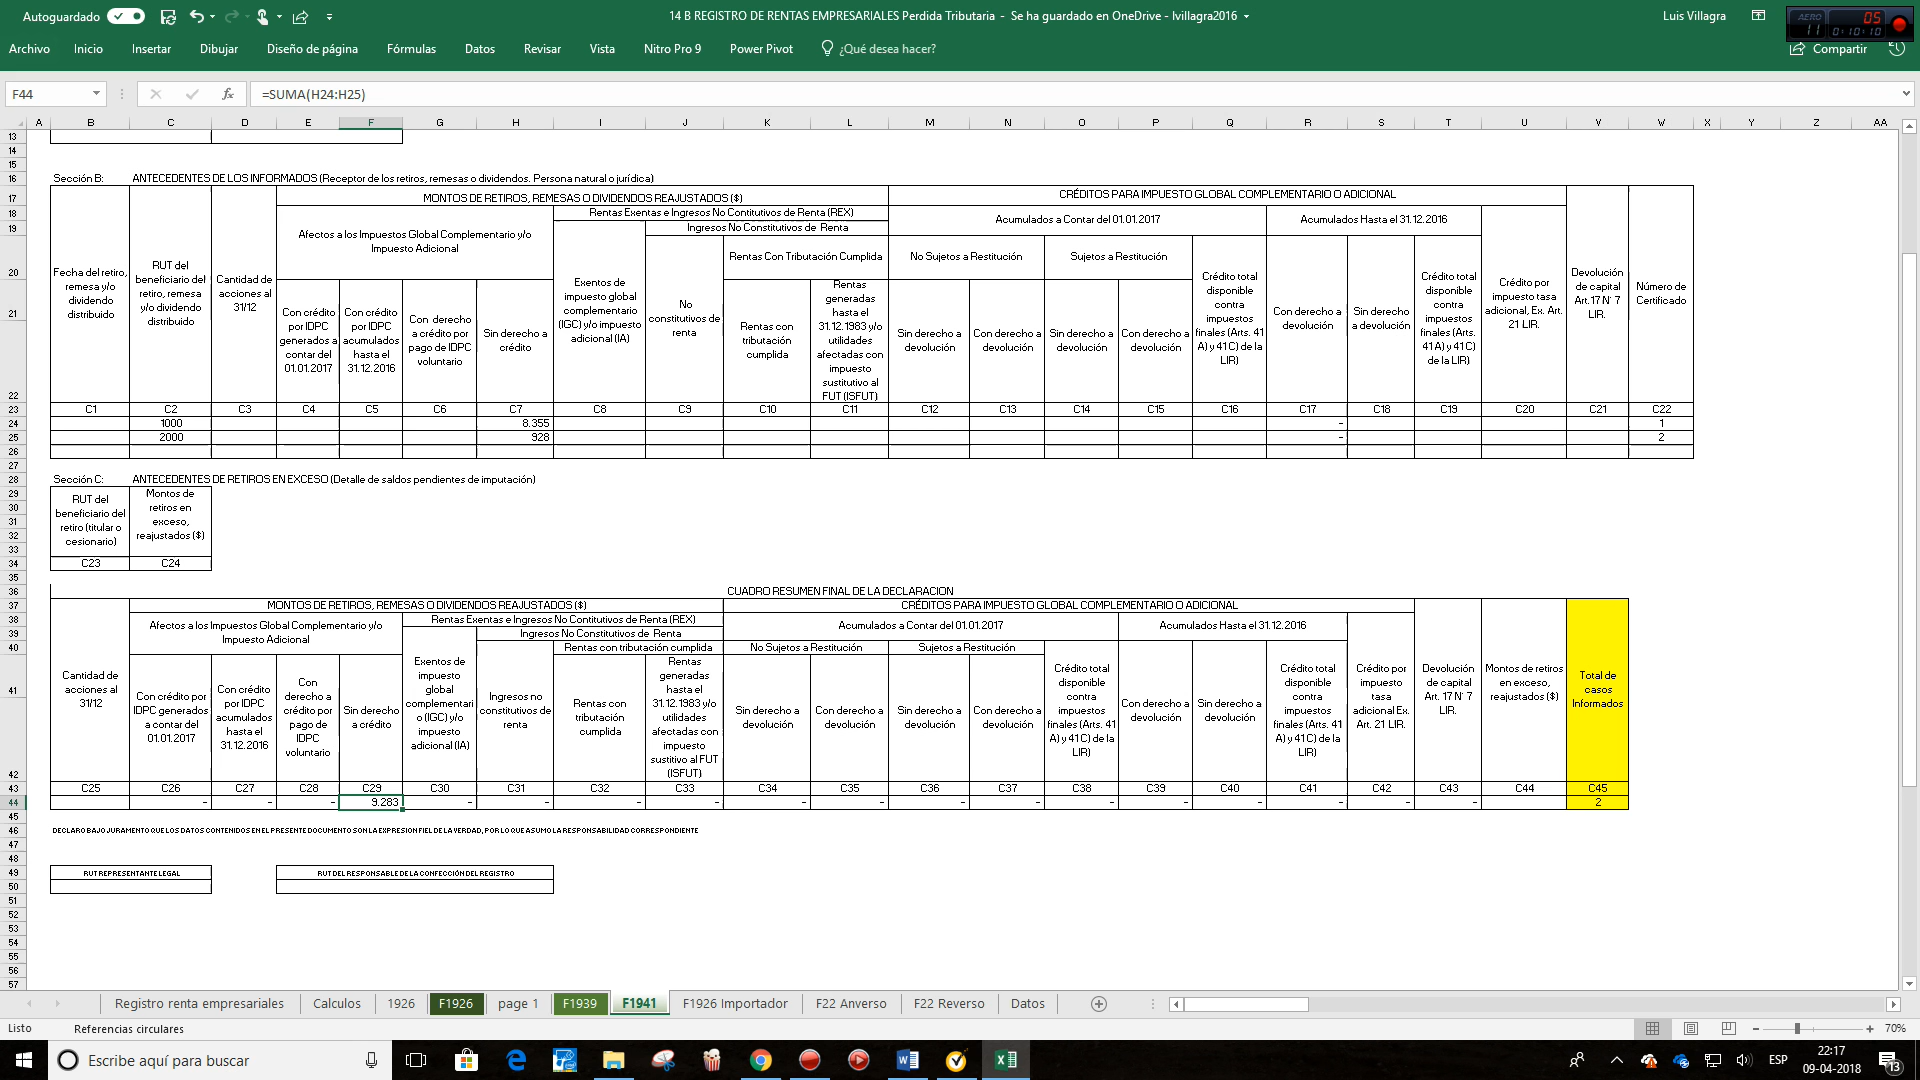 Autoguardado
14 B REGISTRO DE RENTAS EMPRESARIALES Perdida Tributaria - Se ha guardado en OneDrive - lvillagra2016
Luis Villagra
Archivo Inicio Insertar Dibujar Diseño de página Fórmulas Datos Revisar Vista Nitro Pro 9 Power Pivot ¿Qué desea hacer? Compartir
F44 fx =SUMA(H24:H25)
A B C D E F G H I J K L M N O P Q R S T U V W X Y Z AA
Sección B: ANTECEDENTES DE LOS INFORMADOS (Receptor de los retiros, remesas o dividendos. Persona natural o jurídica)
MONTOS DE RETIROS, REMESAS O DIVIDENDOS REAJUSTADOS ($)
CRÉDITOS PARA IMPUESTO GLOBAL COMPLEMENTARIO O ADICIONAL
Rentas Exentas e Ingresos No Contitutivos de Renta (REX)
Acumulados a Contar del 01.01.2017
Acumulados Hasta el 31.12.2016
Ingresos No Constitutivos de Renta
Afectos a los Impuestos Global Complementario y/o Impuesto Adicional
Rentas Con Tributación Cumplida
No Sujetos a Restitución
Sujetos a Restitución
Fecha del retiro, remesa y/o dividendo distribuido
RUT del beneficiario del retiro, remesa y/o dividendo distribuido
Cantidad de acciones al 31/12
Con crédito por IDPC generados a contar del 01.01.2017
Con crédito por IDPC acumulados hasta el 31.12.2016
Con derecho a crédito por pago de IDPC voluntario
Sin derecho a crédito
Exentos de impuesto global complementario (IGC) y/o impuesto adicional (IA)
No constitutivos de renta
Rentas con tributación cumplida
Rentas generadas hasta el 31.12.1983 y/o utilidades afectadas con impuesto sustitutivo al FUT (ISFUT)
Sin derecho a devolución
Con derecho a devolución
Sin derecho a devolución
Con derecho a devolución
Crédito total disponible contra impuestos finales (Arts. 41 A) y 41 C) de la LIR)
Con derecho a devolución
Sin derecho a devolución
Crédito total disponible contra impuestos finales (Arts. 41 A) y 41 C) de la LIR)
Crédito por impuesto tasa adicional, Ex. Art. 21 LIR.
Devolución de capital Art.17 N° 7 LIR.
Número de Certificado
C1 C2 C3 C4 C5 C6 C7 C8 C9 C10 C11 C12 C13 C14 C15 C16 C17 C18 C19 C20 C21 C22
1000 8.355 - 1
2000 928 - 2
Sección C: ANTECEDENTES DE RETIROS EN EXCESO (Detalle de saldos pendientes de imputación)
RUT del beneficiario del retiro (titular o cesionario)
Montos de retiros en exceso, reajustados ($)
C23 C24
CUADRO RESUMEN FINAL DE LA DECLARACION
MONTOS DE RETIROS, REMESAS O DIVIDENDOS REAJUSTADOS ($)
CRÉDITOS PARA IMPUESTO GLOBAL COMPLEMENTARIO O ADICIONAL
Afectos a los Impuestos Global Complementario y/o Impuesto Adicional
Rentas Exentas e Ingresos No Contitutivos de Renta (REX)
Acumulados a Contar del 01.01.2017
Acumulados Hasta el 31.12.2016
Ingresos No Constitutivos de Renta
Rentas con tributación cumplida
No Sujetos a Restitución
Sujetos a Restitución
Cantidad de acciones al 31/12
Con crédito por IDPC generados a contar del 01.01.2017
Con crédito por IDPC acumulados hasta el 31.12.2016
Con derecho a crédito por pago de IDPC voluntario
Sin derecho a crédito
Exentos de impuesto global complementari o (IGC) y/o impuesto adicional (IA)
Ingresos no constitutivos de renta
Rentas con tributación cumplida
Rentas generadas hasta el 31.12.1983 y/o utilidades afectadas con impuesto sustitivo al FUT (ISFUT)
Sin derecho a devolución
Con derecho a devolución
Sin derecho a devolución
Con derecho a devolución
Crédito total disponible contra impuestos finales (Arts. 41 A) y 41 C) de la LIR)
Con derecho a devolución
Sin derecho a devolución
Crédito total disponible contra impuestos finales (Arts. 41 A) y 41 C) de la LIR)
Crédito por impuesto tasa adicional Ex. Art. 21 LIR.
Devolución de capital Art. 17 N° 7 LIR.
Montos de retiros en exceso, reajustados ($)
Total de casos Informados
C25 C26 C27 C28 C29 C30 C31 C32 C33 C34 C35 C36 C37 C38 C39 C40 C41 C42 C43 C44 C45
- - - 9.283 - - - - - - - - - - - - - - 2
DECLARO BAJO JURAMENTO QUE LOS DATOS CONTENIDOS EN EL PRESENTE DOCUMENTO SON LA EXPRESION FIEL DE LA VERDAD, POR LO QUE ASUMO LA RESPONSABILIDAD CORRESPONDIENTE
RUT REPRESENTANTE LEGAL
RUT DEL RESPONSABLE DE LA CONFECCIÓN DEL REGISTRO
Registro renta empresariales Calculos 1926 F1926 page 1 F1939 F1941 F1926 Importador F22 Anverso F22 Reverso Datos
Listo Referencias circulares 70%
Escribe aquí para buscar
ESP
22:17
09-04-2018
13